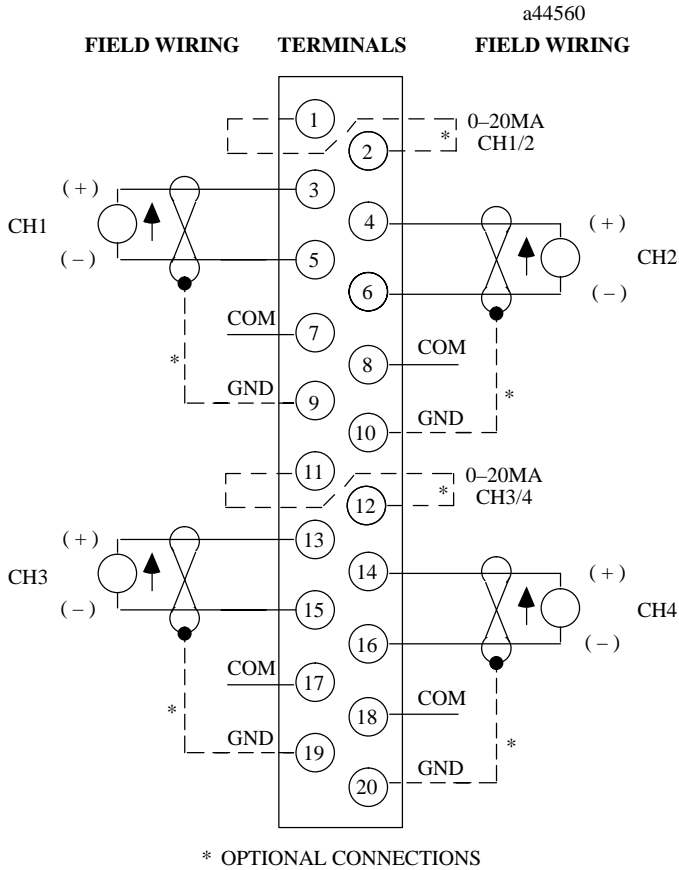 a44560
FIELD WIRING TERMINALS FIELD WIRING
1
* 0–20MA
2 CH1/2
(+) 3
4 (+)
CH1
CH2
(–) 5
6 (–)
COM 7
8 COM
*
GND 9 *
10 GND
11
* 0–20MA
12 CH3/4
(+) 13
14 (+)
CH3
CH4
(–) 15
16 (–)
COM 17
18 COM
*
GND 19 *
20 GND
* OPTIONAL CONNECTIONS